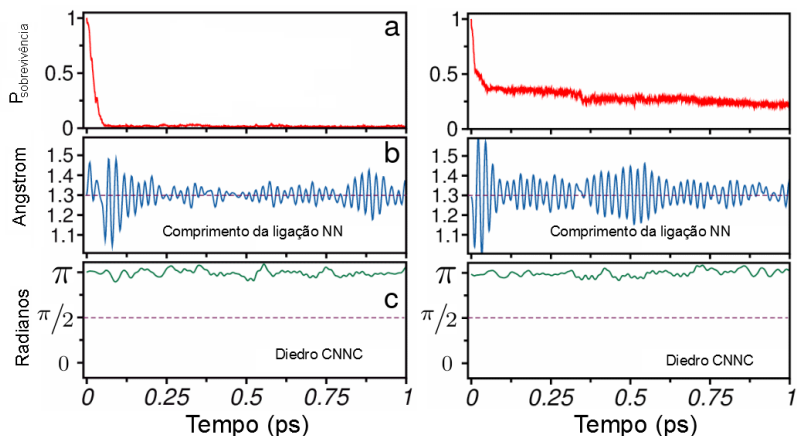 1
a
P sobrevivência
0.5
0
1
0.5
0
1.5
b
1.4
Angstrom
1.3
1.2
Comprimento da ligação NN
1.1
1.5
1.4
1.3
1.2
Comprimento da ligação NN
1.1
π
c
Radianos
π/2
Diedro CNNC
0
π
π/2
Diedro CNNC
0
0 0.25 0.5 0.75 1
Tempo (ps)
0 0.25 0.5 0.75 1
Tempo (ps)